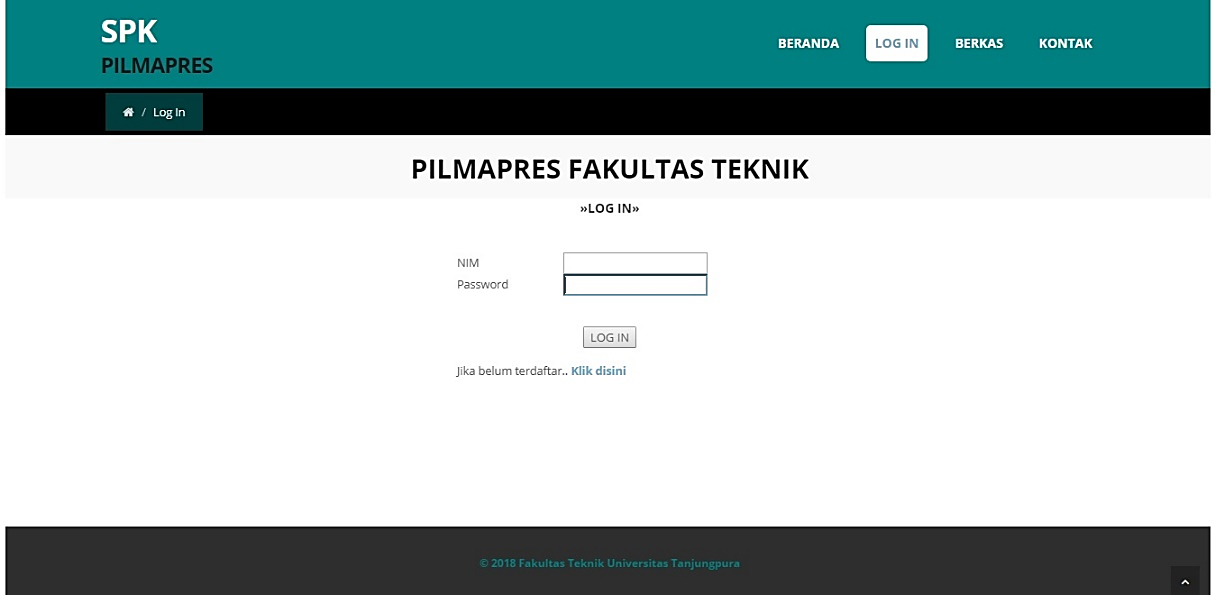 SPK
PILMAPRES
BERANDA LOG IN BERKAS KONTAK
/ Log In
PILMAPRES FAKULTAS TEKNIK
»LOG IN»
NIM
Password
LOG IN
Jika belum terdaftar.. Klik disini
© 2018 Fakultas Teknik Universitas Tanjungpura